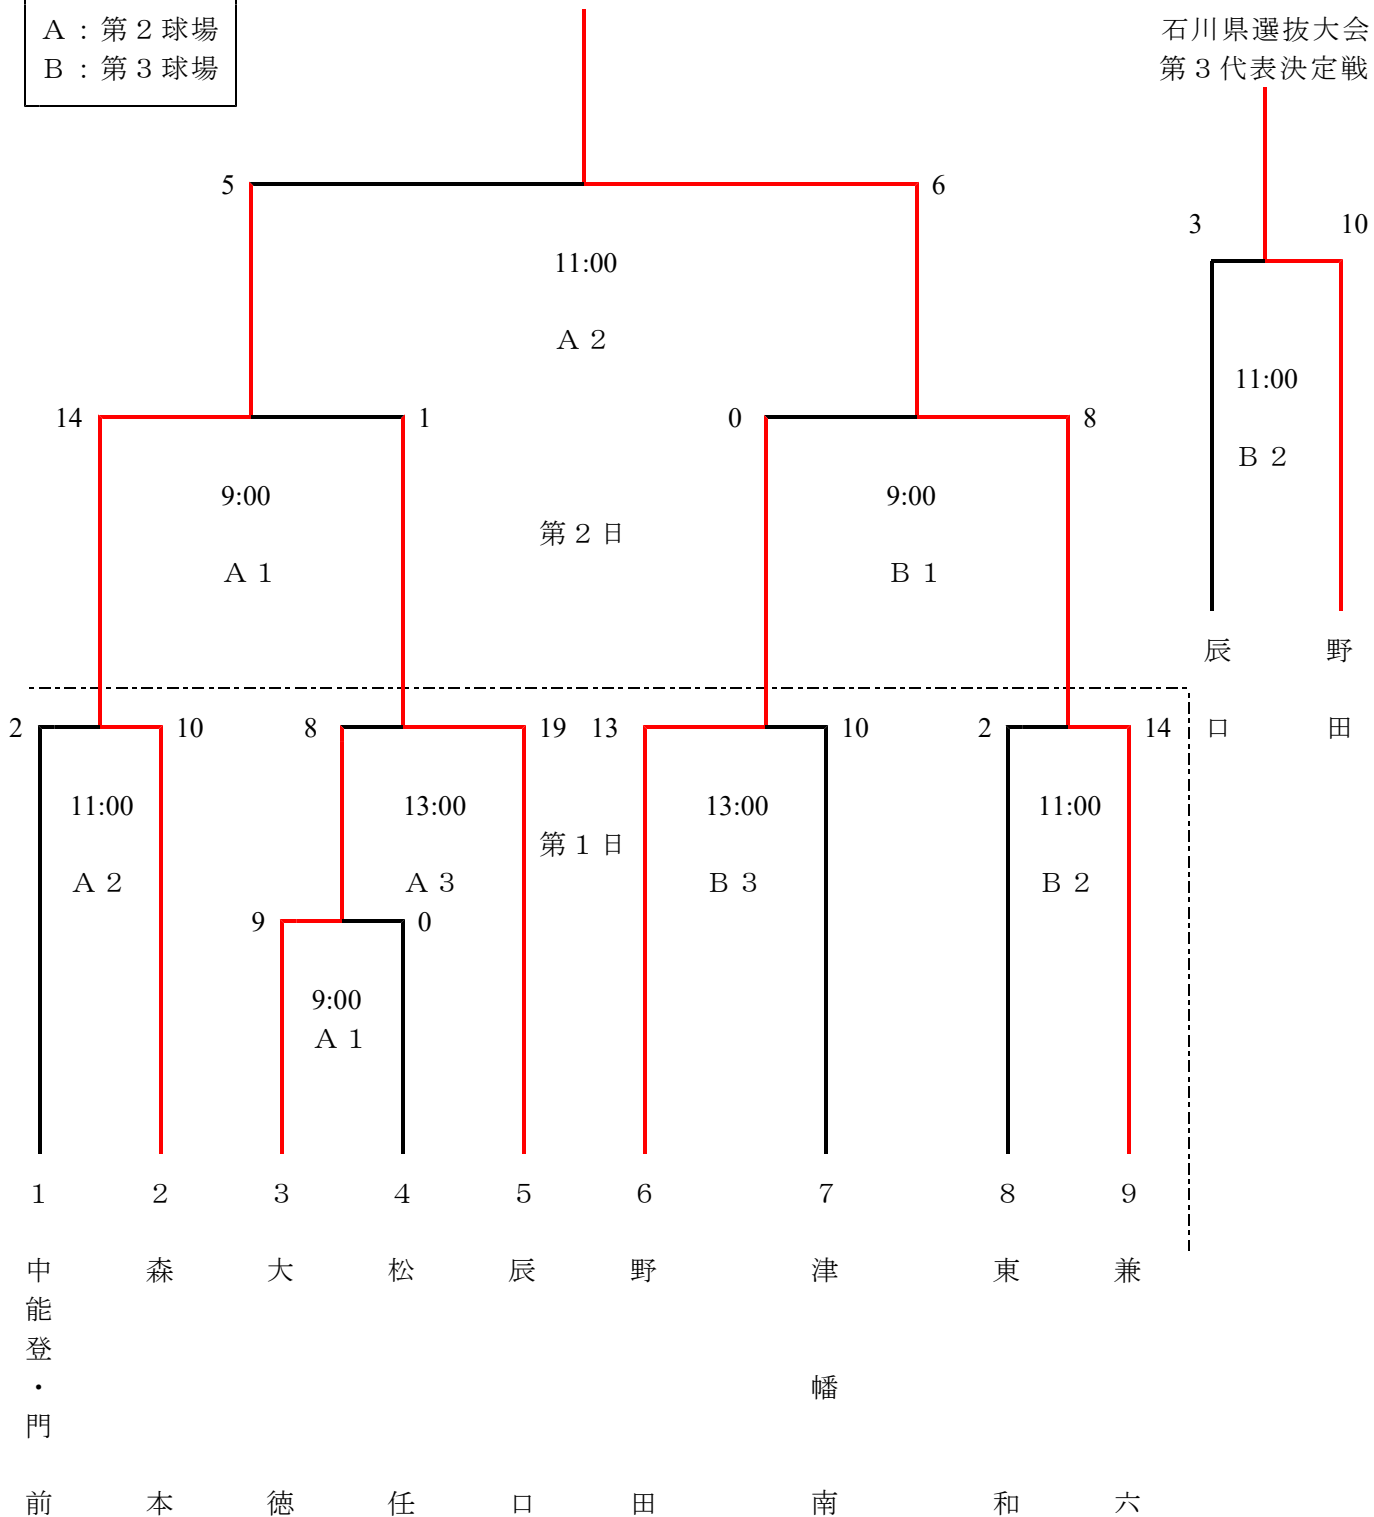 A：第2球場
B：第3球場
石川県選抜大会
第3代表決定戦
5
6
3
10
11:00
A 2
11:00
B 2
14
1
0
8
9:00
A 1
第2日
9:00
B 1
辰口
野田
2
10
8
19
13
10
2
14
11:00
A 2
13:00
A 3
第1日
13:00
B 3
11:00
B 2
9
0
9:00
A 1
1
2
3
4
5
6
7
8
9
中能登・門前
森本
大徳
松任
辰口
野田
津幡南
東和
兼六